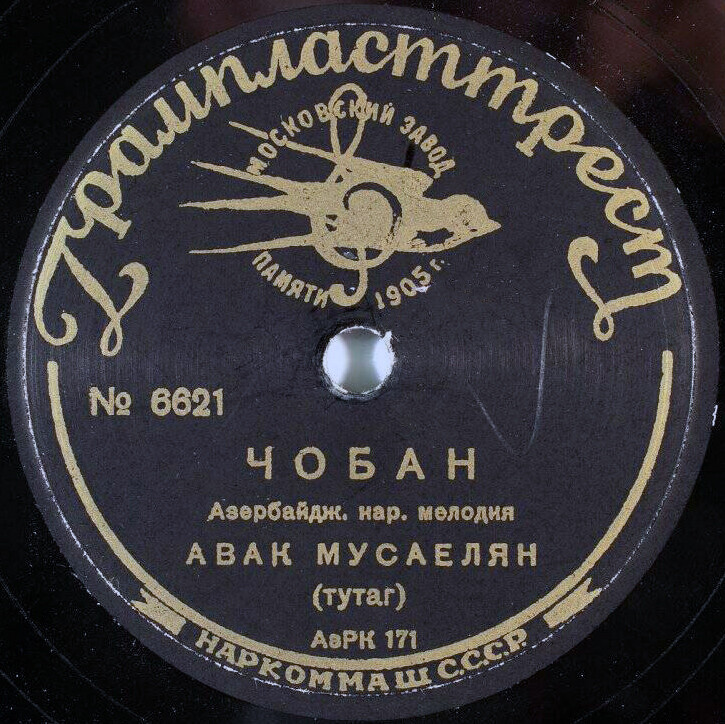 Грампласттрест
МОСКОВСКИЙ ЗАВОД
ПАМЯТИ 1905 г.
№ 6621
ЧОБАН
Азербайдж. нар. мелодия
АВАК МУСАЕЛЯН
(тутаг)
АзРК 171
НАРКОММАШ С.С.С.Р.